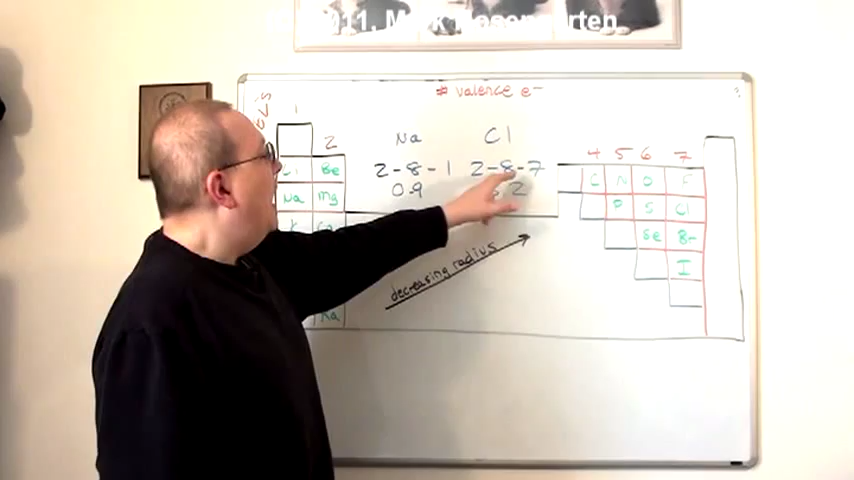 # valence e-
1
2
Na Cl
2-8-1 2-8-7
0.9
4 5 6 7
Be
C N O F
Na Mg
P S Cl
Se Br
I
decreasing radius